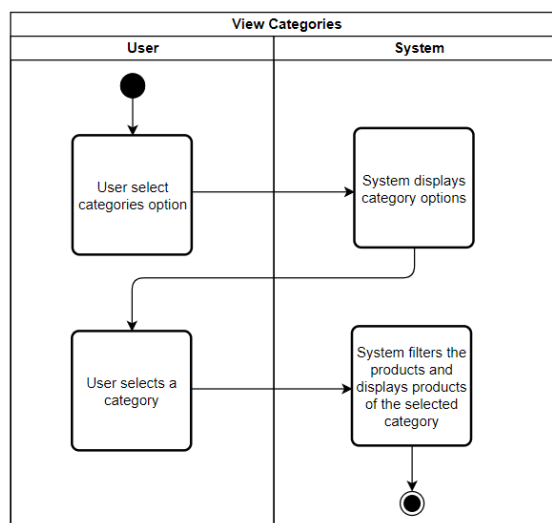 View Categories
User
System
User select
categories option
System displays
category options
User selects a
category
System filters the
products and
displays products
of the selected
category